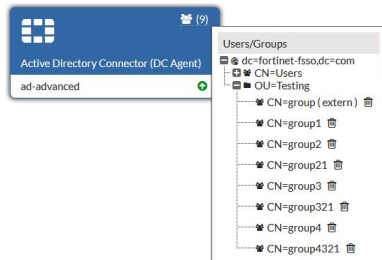 (9)
Active Directory Connector (DC Agent)
ad-advanced
Users/Groups
dc=fortinet-fsso,dc=com
CN=Users
OU=Testing
CN=group ( extern )
CN=group1
CN=group2
CN=group21
CN=group3
CN=group321
CN=group4
CN=group4321